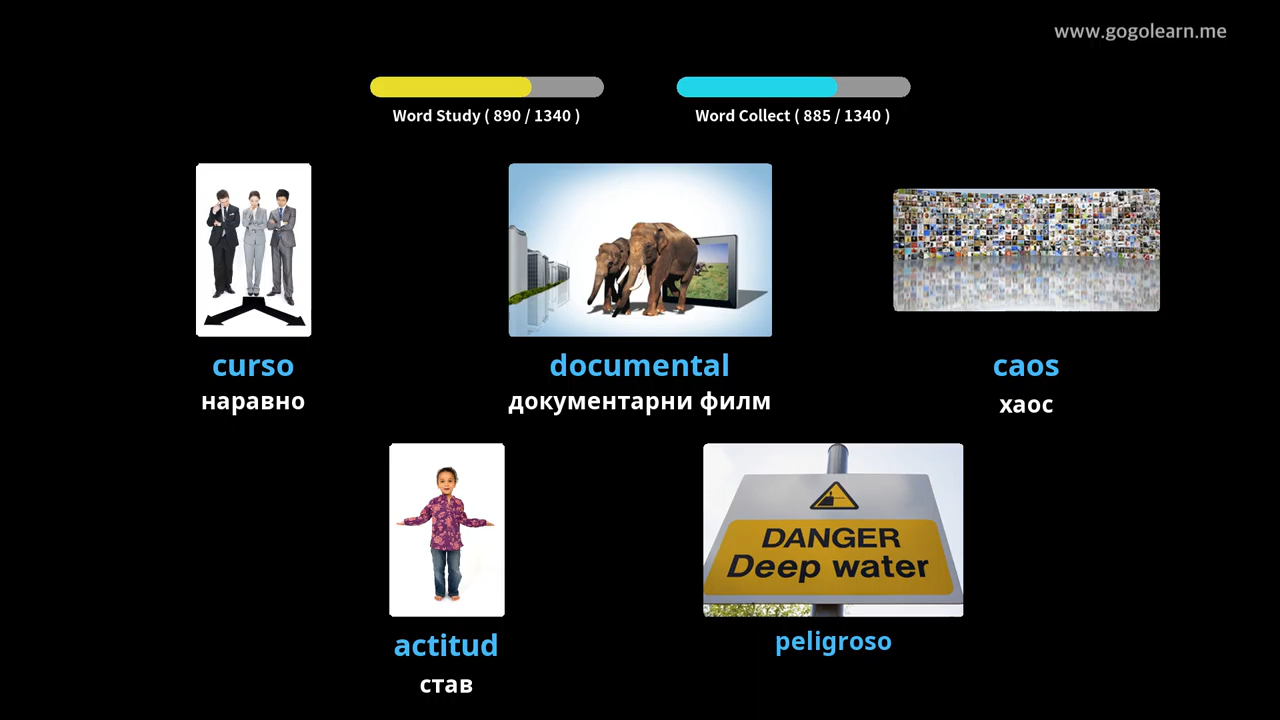 www.gogolearn.me
Word Study ( 890 / 1340 )
Word Collect ( 885 / 1340 )
curso
наравно
documental
документарни филм
caos
хаос
DANGER
Deep water
actitud
став
peligroso